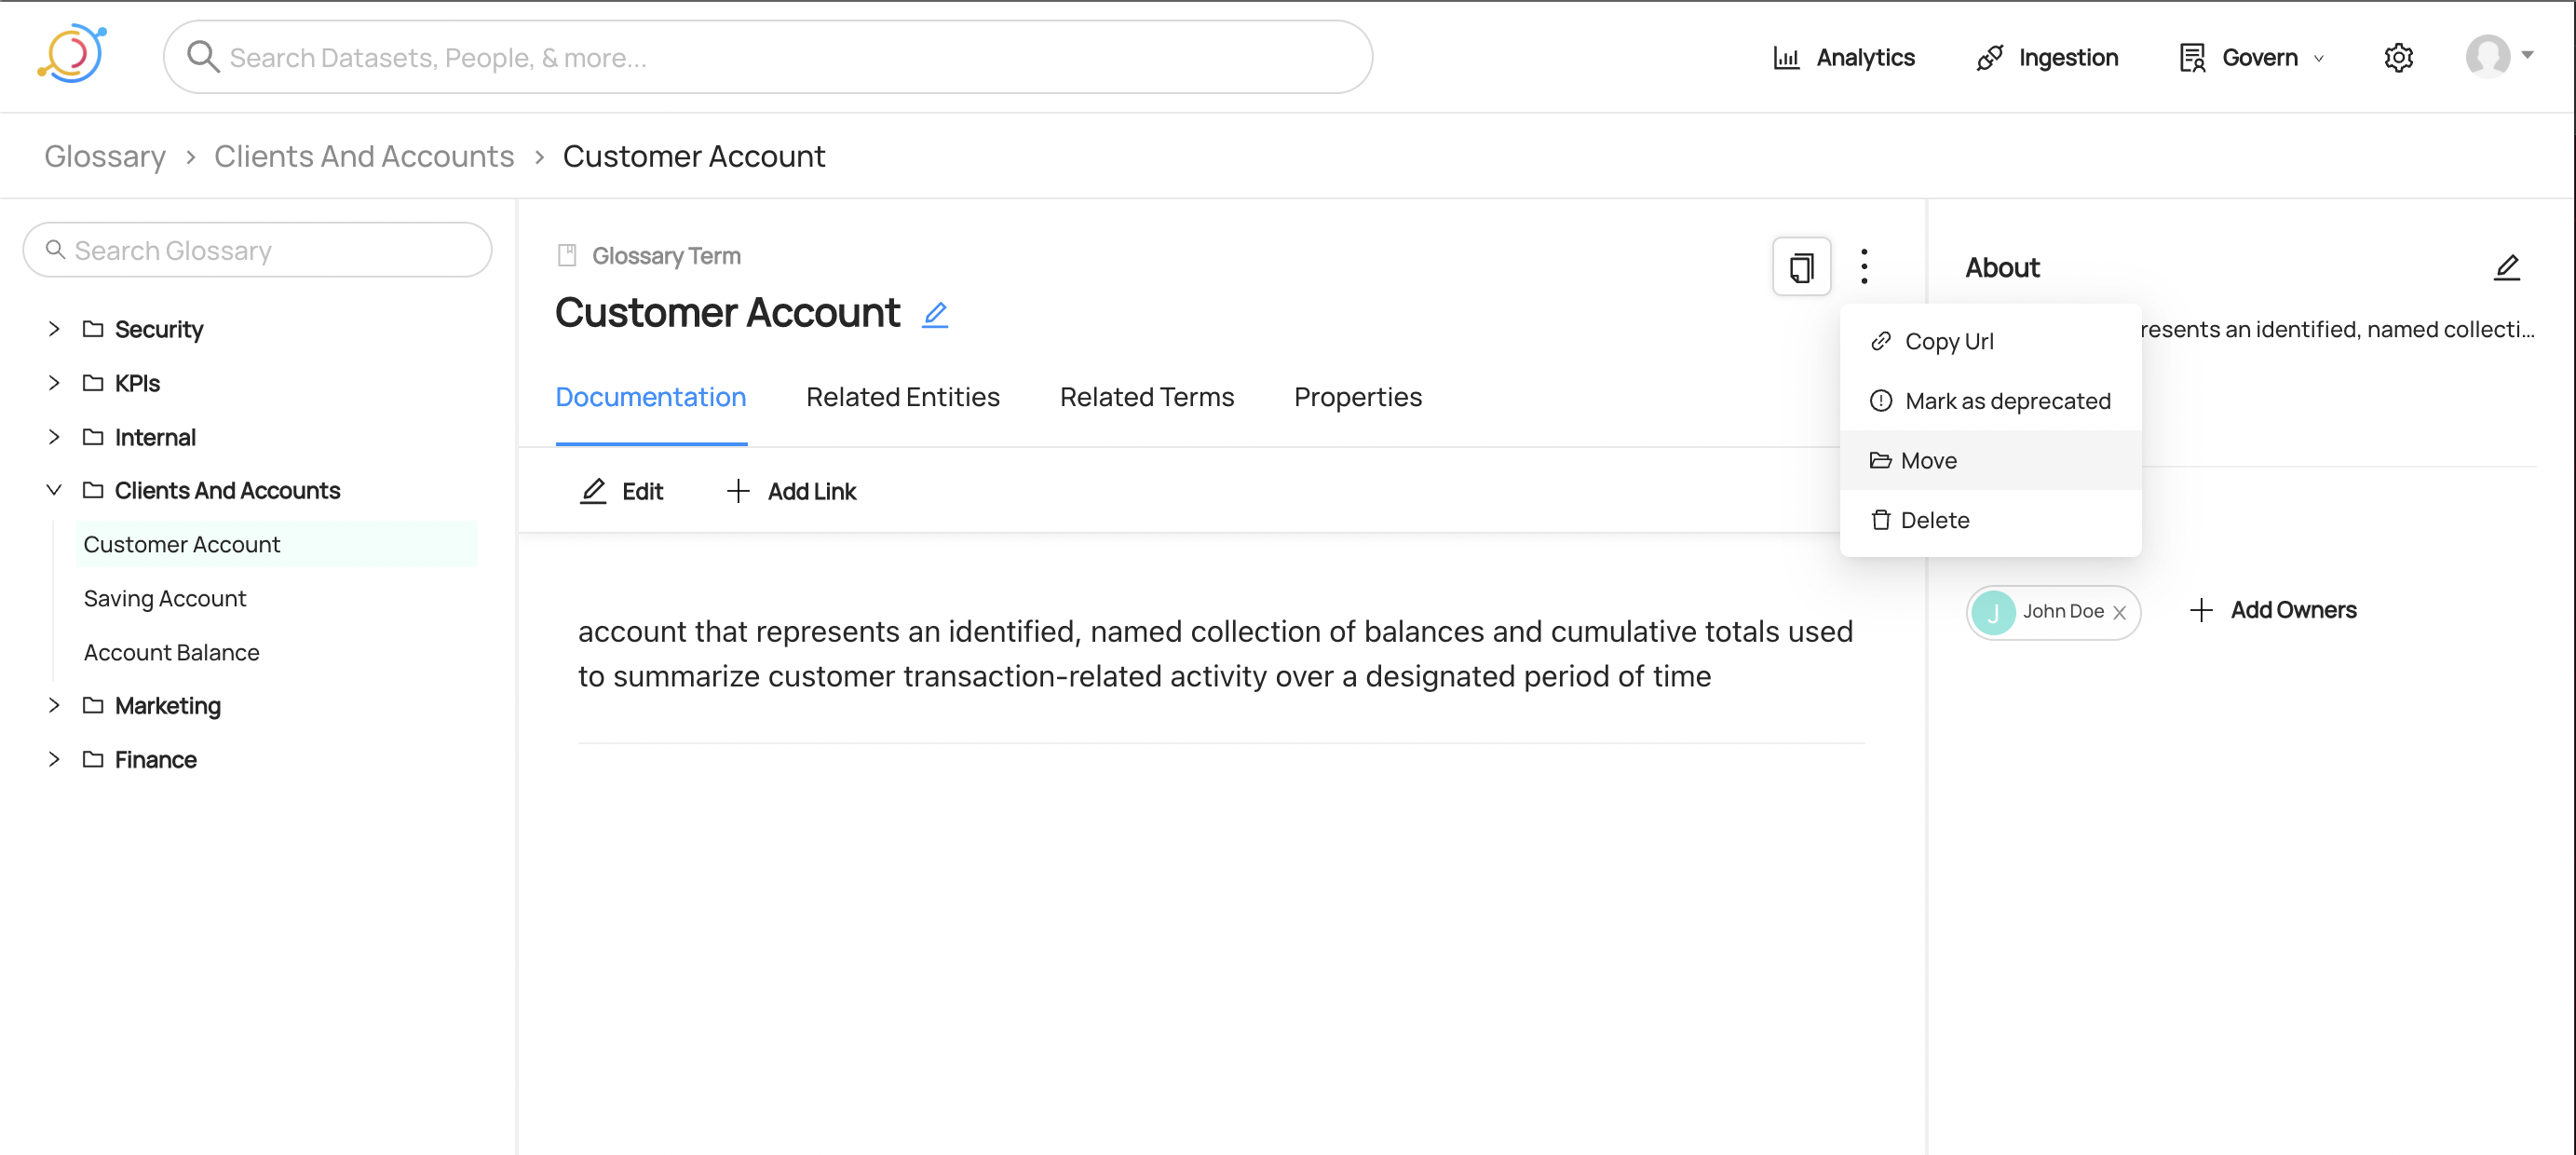 Search Datasets, People, & more...
Analytics
Ingestion
Govern
Glossary > Clients And Accounts > Customer Account
Search Glossary
Security
KPIs
Internal
Clients And Accounts
Customer Account
Saving Account
Account Balance
Marketing
Finance
Glossary Term
Customer Account
Documentation
Related Entities
Related Terms
Properties
Edit
Add Link
account that represents an identified, named collection of balances and cumulative totals used
to summarize customer transaction-related activity over a designated period of time
Copy Url
Mark as deprecated
Move
Delete
About
resents an identified, named collecti...
J
John Doe
Add Owners